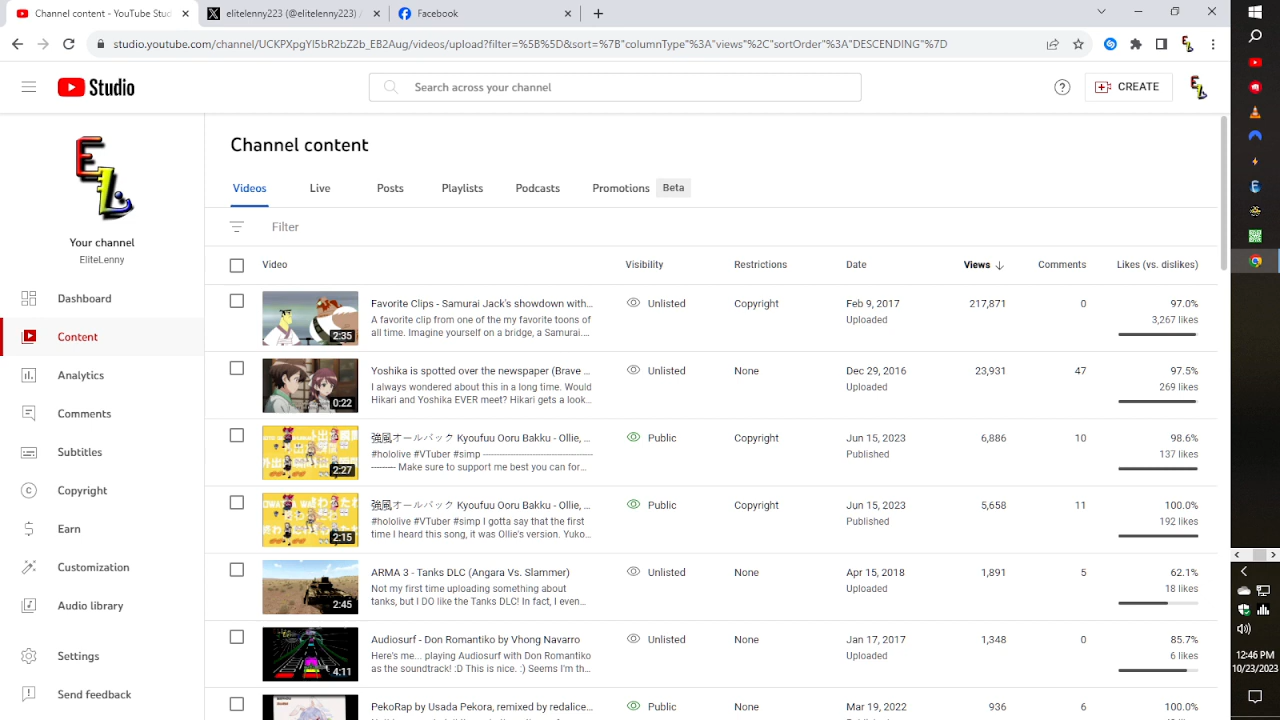 Channel content - YouTube Stud
elitelenny223 (@elitelenny223) /
Facebook
studio.youtube.com/channel/UCKPXpgYI5bR2bZ2b_EB2Aug/videos/upload?filter=%5B%5D&sort=%7B"columnType"%3A"views"%2C"sortOrder"%3A"DESCENDING"%7D
Studio
Search across your channel
CREATE
Your channel
EliteLenny
Dashboard
Content
Analytics
Comments
Subtitles
Copyright
Earn
Customization
Audio library
Settings
Send feedback
Channel content
Videos Live Posts Playlists Podcasts Promotions Beta
Filter
Video Visibility Restrictions Date Views Comments Likes (vs. dislikes)
2:35
Favorite Clips - Samurai Jack's showdown with…
A favorite clip from one of the my favorite toons of
all time. Imagine yourself on a bridge, a Samurai.…
Unlisted Copyright Feb 9, 2017 217,871 0 97.0%
Uploaded 3,267 likes
0:22
Yoshika is spotted over the newspaper (Brave …
I always wondered about this in a long time. Would
Hikari and Yoshika EVER meet? Hikari gets a look…
Unlisted None Dec 29, 2016 23,931 47 97.5%
Uploaded 269 likes
2:27
強風オールバック Kyoufuu Ooru Bakku - Ollie, …
#hololive #VTuber #simp ------------------------------
--------- Make sure to support me best you can for…
Public Copyright Jun 15, 2023 6,886 10 98.6%
Published 137 likes
2:15
強風オールバック Kyoufuu Ooru Bakku - Ollie, …
#hololive #VTuber #simp I gotta say that the first
time I heard this song, it was Ollie's version. Yuko…
Public Copyright Jun 15, 2023 5,658 11 100.0%
Published 192 likes
2:45
ARMA 3 - Tanks DLC (Angara Vs. Slammer)
Not my first time uploading something about
tanks, but I DO like the Tanks DLC! In fact, I even…
Unlisted None Apr 15, 2018 1,891 5 62.1%
Uploaded 18 likes
4:11
Audiosurf - Don Romantiko by Vhong Navarro
Here's me... playing Audiosurf with Don Romantiko
as the soundtrack! :D This is nice. :) Seems I'm th…
Unlisted None Jan 17, 2017 1,348 0 85.7%
Uploaded 6 likes
PekoRap by Usada Pekora, remixed by edalice…
Public None Mar 19, 2022 936 6 100.0%
12:46 PM
10/23/2023